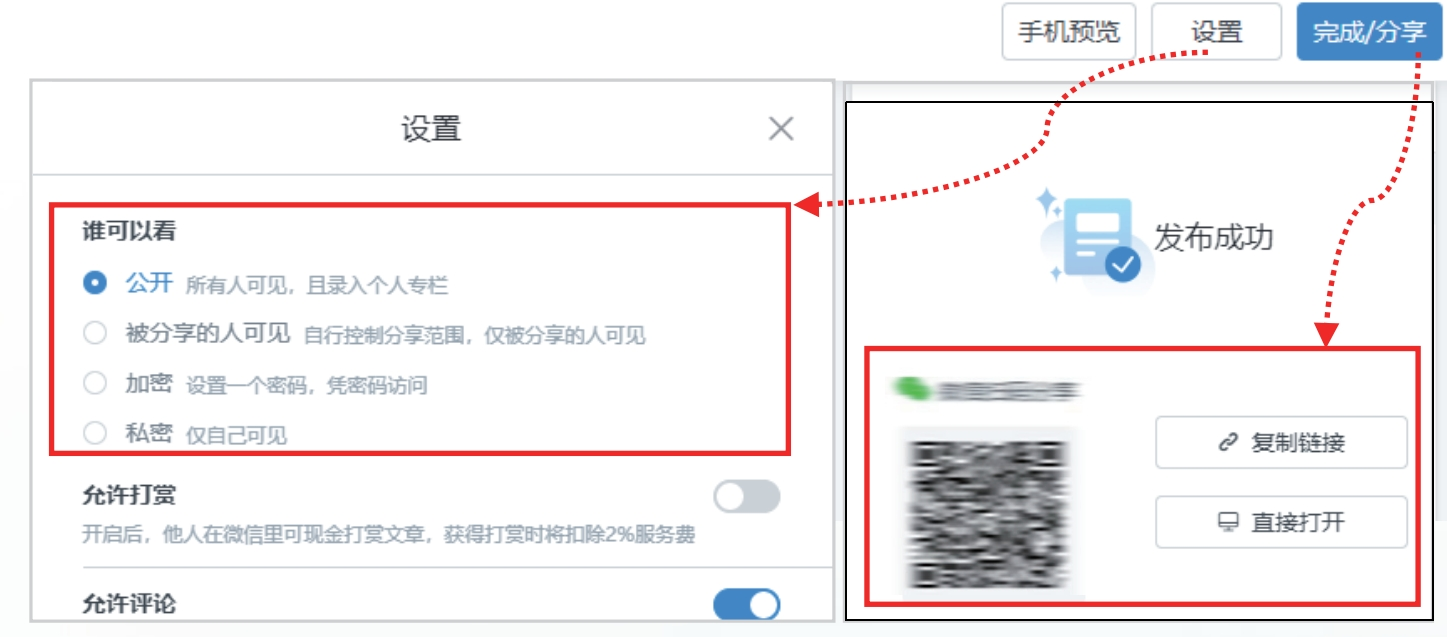 手机预览
设置
完成/分享
设置
谁可以看
公开 所有人可见，且录入个人专栏
被分享的人可见 自行控制分享范围，仅被分享的人可见
加密 设置一个密码，凭密码访问
私密 仅自己可见
允许打赏
开启后，他人在微信里可现金打赏文章，获得打赏时将扣除2%服务费
允许评论
发布成功
复制链接
直接打开